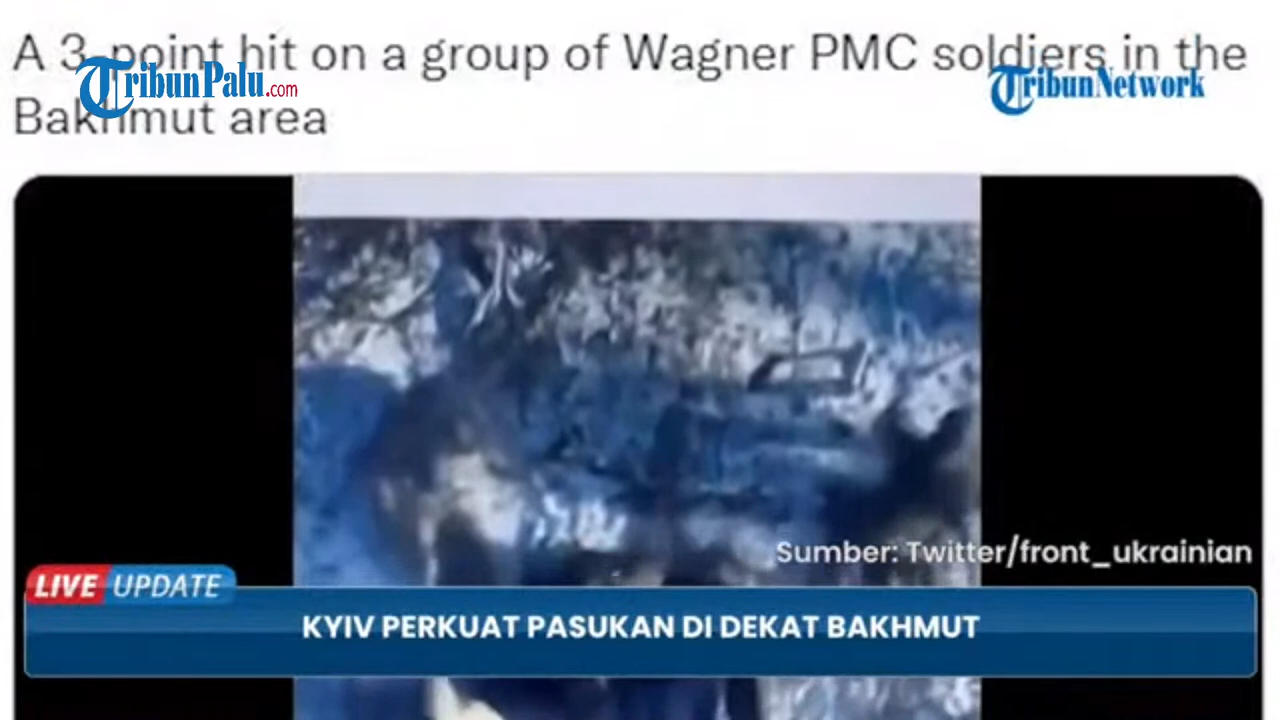 A 3-point hit on a group of Wagner PMC soldiers in the
TribunPalu.com
TribunNetwork
Bakhmut area
Sumber: Twitter/front_ukrainian
LIVE UPDATE
KYIV PERKUAT PASUKAN DI DEKAT BAKHMUT